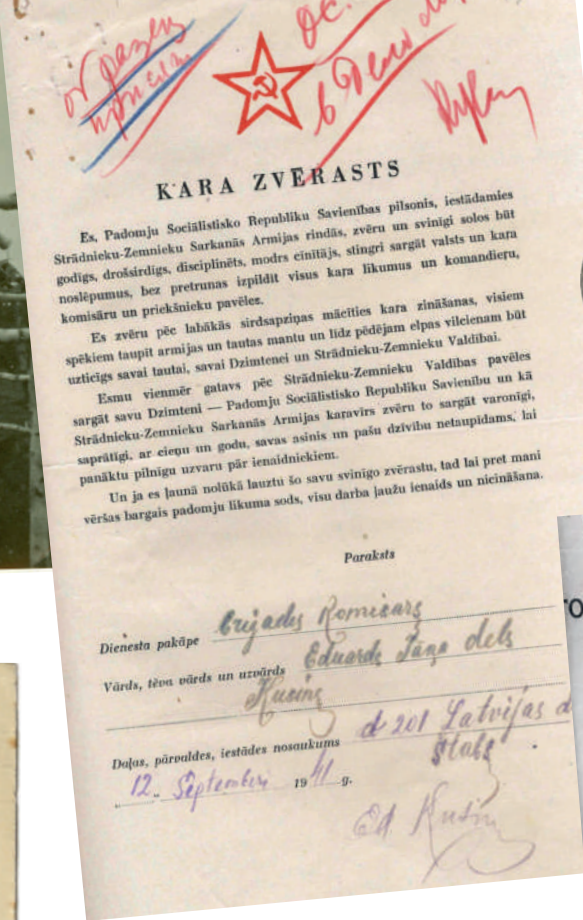 KARA ZVĒRASTS
Es, Padomju Sociālistisko Republiku Savienības pilsonis, iestādamies
Strādnieku-Zemnieku Sarkanās Armijas rindās, zvēru un svinīgi solos būt
godīgs, drošsirdīgs, disciplinēts, modrs cīnītājs, stingri sargāt valsts un kara
noslēpumus, bez pretrunas izpildīt visus kara likumus un komandieru,
komisāru un priekšnieku pavēles.
Es zvēru pēc labākās sirdsapziņas mācīties kara zināšanas, visiem
spēkiem taupīt armijas un tautas mantu un līdz pēdējam elpas vilcienam būt
uzticīgs savai tautai, savai Dzimtenei un Strādnieku-Zemnieku Valdībai.
Esmu vienmēr gatavs pēc Strādnieku-Zemnieku Valdības pavēles
sargāt savu Dzimteni — Padomju Sociālistisko Republiku Savienību un kā
Strādnieku-Zemnieku Sarkanās Armijas karavīrs zvēru to sargāt varonīgi,
saprātīgi, ar cieņu un godu, savas asinis un pašu dzīvību netaupīdams, lai
panāktu pilnīgu uzvaru pār ienaidniekiem.
Un ja es ļaunā nolūkā lauztu šo savu svinīgo zvērastu, tad lai pret mani
vēršas bargais padomju likuma sods, visu darba ļaužu ienaids un nicināšana.
Paraksts
Dienesta pakāpe Brigades Komisars
Vārds, tēva vārds un uzvārds Eduards Jāņa dels
Kusiņš
Daļas, pārvaldes, iestādes nosaukums d 201 Latvijas d
štabs
„12„ Septemberi 1941 g.
Ed. Kusiņ